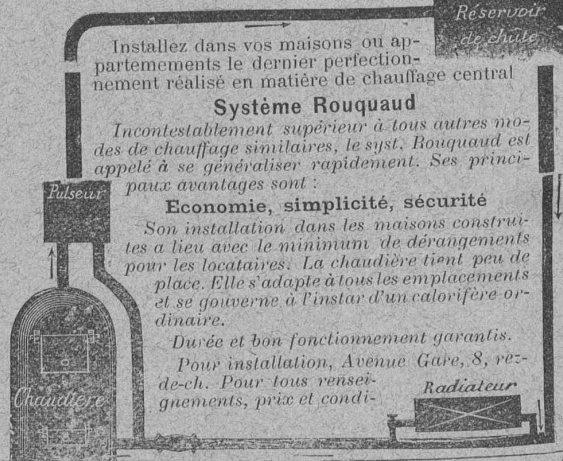 Réservoir
de chute
Installez dans vos maisons ou ap-
partemements le dernier perfection-
nement réalisé en matière de chauffage central
Système Rouquaud
Incontestablement supérieur à tous autres mo-
des de chauffage similaires, le syst. Rouquaud est
appelé à se généraliser rapidement. Ses princi-
paux avantages sont :
Pulseur
Economie, simplicité, sécurité
Son installation dans les maisons construi-
tes a lieu avec le minimum de dérangements
pour les locataires. La chaudière tient peu de
place. Elle s'adapte à tous les emplacements
et se gouverne à l'instar d'un calorifère or-
dinaire.
Durée et bon fonctionnement garantis.
Pour installation, Avenue Gare, 8, rez-
de-ch. Pour tous rensei-
gnements, prix et condi-
Chaudière
Radiateur